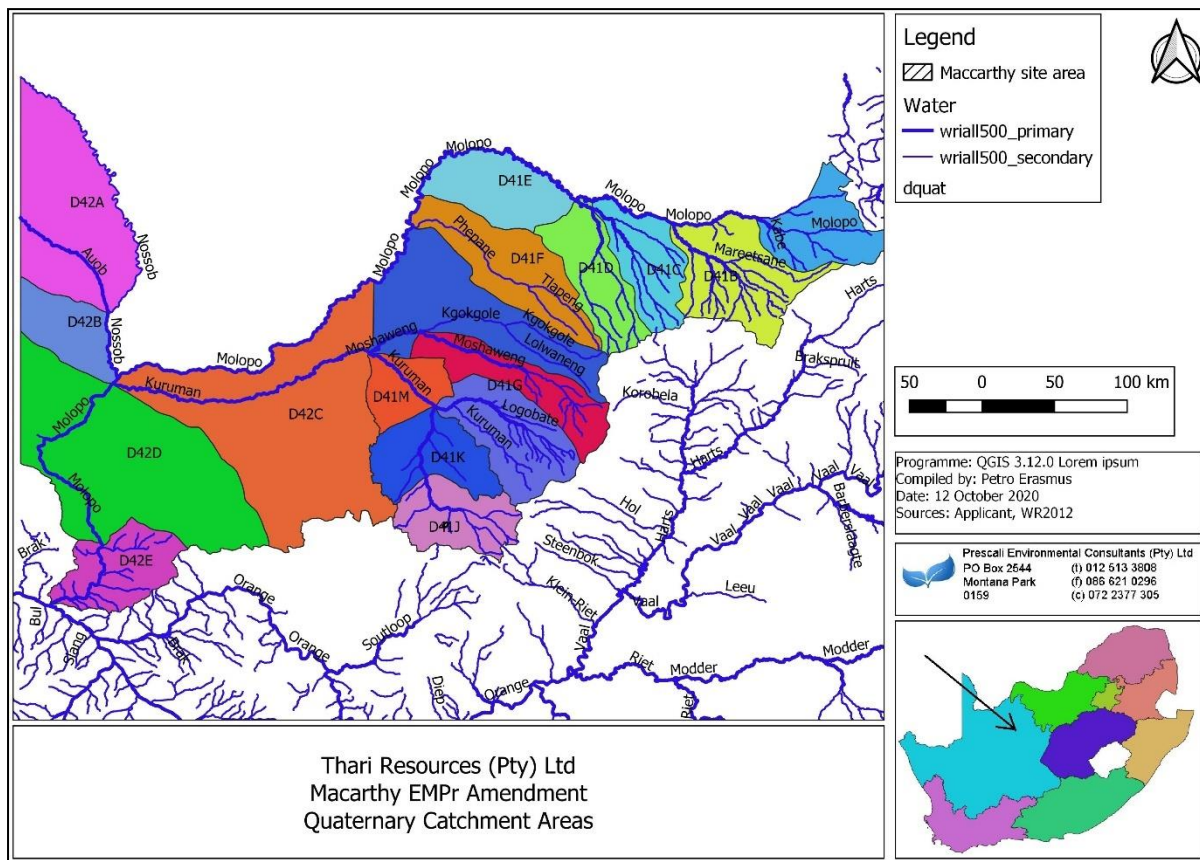 Molopo
Molopo
D41E
Molopo
Molopo
Molopo
Molopo
Kabe
Mareetsane
D41B
D41C
D41D
D41F
Phepane
Tlapeng
D42A
Nossob
Auob
Molopo
Harts
D42B
Nossob
Kgokgole
Kgokgole
Lolwaneng
Moshaweng
Moshaweng
Molopo
Kuruman
Kuruman
D41M
D41G
Logobate
Kuruman
D42C
Molopo
D42D
Molopo
D41K
D41J
Brakspruit
Korobela
Harts
Vaal
Vaal
Vaal
Vaal
Vaal
Barberslaagte
Hol
Harts
Steenbok
Klein-Riet
Vaal
Leeu
Vaal
Brak
D42E
Orange
Bul
Slang
Brak
Orange
Soutloop
Diep
Orange
Riet
Modder
Modder
Riet
Legend
Maccarthy site area
Water
wriall500_primary
wriall500_secondary
dquat
50 0 50 100 km
Programme: QGIS 3.12.0 Lorem ipsum
Compiled by: Petro Erasmus
Date: 12 October 2020
Sources: Applicant, WR2012
Prescali Environmental Consultants (Pty) Ltd
PO Box 2544 (t) 012 513 3808
Montana Park (f) 086 621 0296
0159 (c) 072 2377 305
Thari Resources (Pty) Ltd
Macarthy EMPr Amendment
Quaternary Catchment Areas